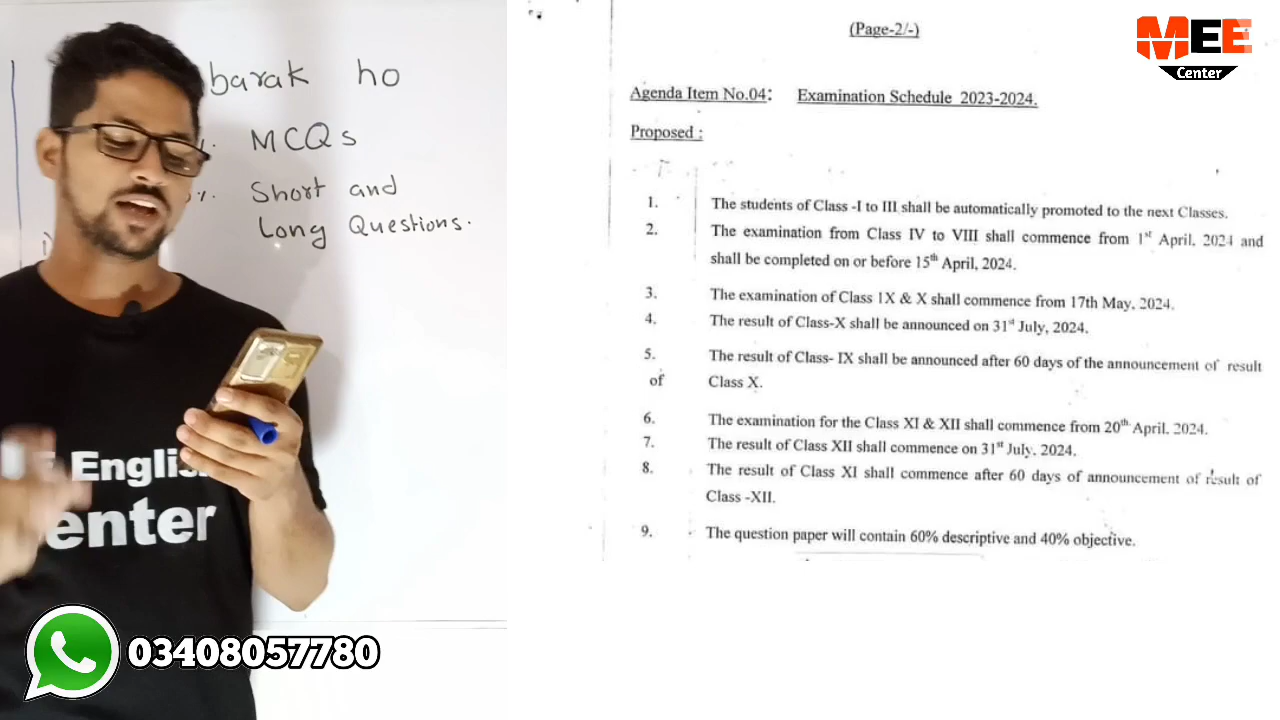 barak ho
MCQs
Short and
Long Questions.
English
enter
03408057780
MEE
Center
(Page-2/-)
Agenda Item No.04: Examination Schedule 2023-2024.
Proposed :
1. The students of Class -I to III shall be automatically promoted to the next Classes.
2. The examination from Class IV to VIII shall commence from 1st April, 2024 and
shall be completed on or before 15th April, 2024.
3. The examination of Class 1X & X shall commence from 17th May, 2024.
4. The result of Class-X shall be announced on 31st July, 2024.
5. The result of Class- IX shall be announced after 60 days of the announcement of result
of Class X.
6. The examination for the Class XI & XII shall commence from 20th April, 2024.
7. The result of Class XII shall commence on 31st July, 2024.
8. The result of Class XI shall commence after 60 days of announcement of result of
Class -XII.
9. The question paper will contain 60% descriptive and 40% objective.